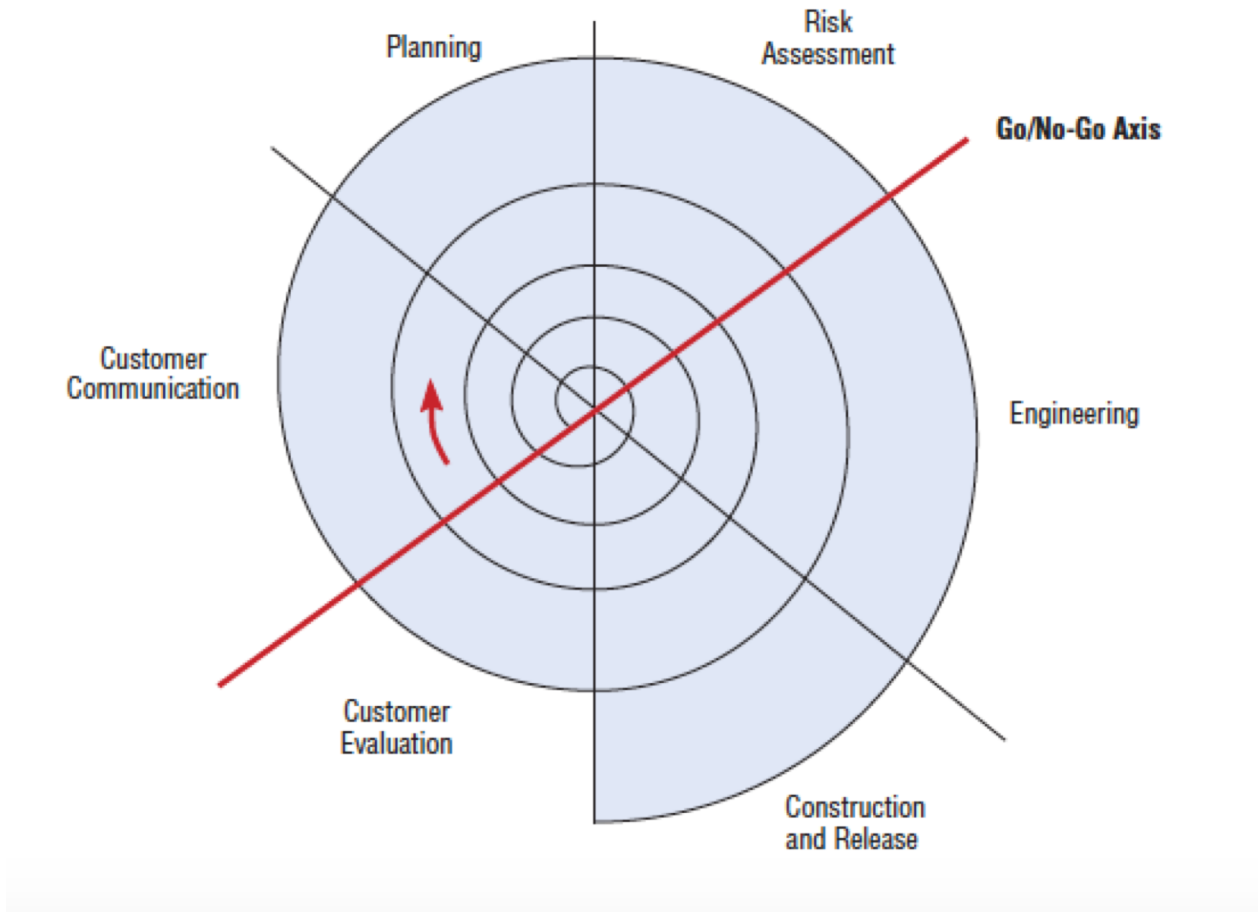 Planning
Risk
Assessment
Go/No-Go Axis
Customer
Communication
Engineering
Customer
Evaluation
Construction
and Release